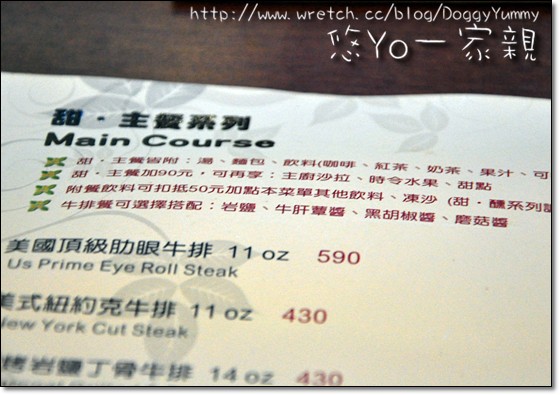 http://www.wretch.cc/blog/DoggyYummy
悠Yo一家親
甜．主餐系列
Main Course
甜．主餐皆附：湯、麵包、飲料(咖啡、紅茶、奶茶、果汁、可
甜．主餐加90元，可再享：主廚沙拉、時令水果、甜點
附餐飲料可扣抵50元加點本菜單其他飲料、凍沙 (甜．醺系列
牛排餐可選擇搭配：岩鹽、牛肝蕈醬、黑胡椒醬、磨菇醬
美國頂級肋眼牛排 11 oz 590
Us Prime Eye Roll Steak
美式紐約克牛排 11 oz 430
New York Cut Steak
烤岩鹽丁骨牛排 14 oz 430